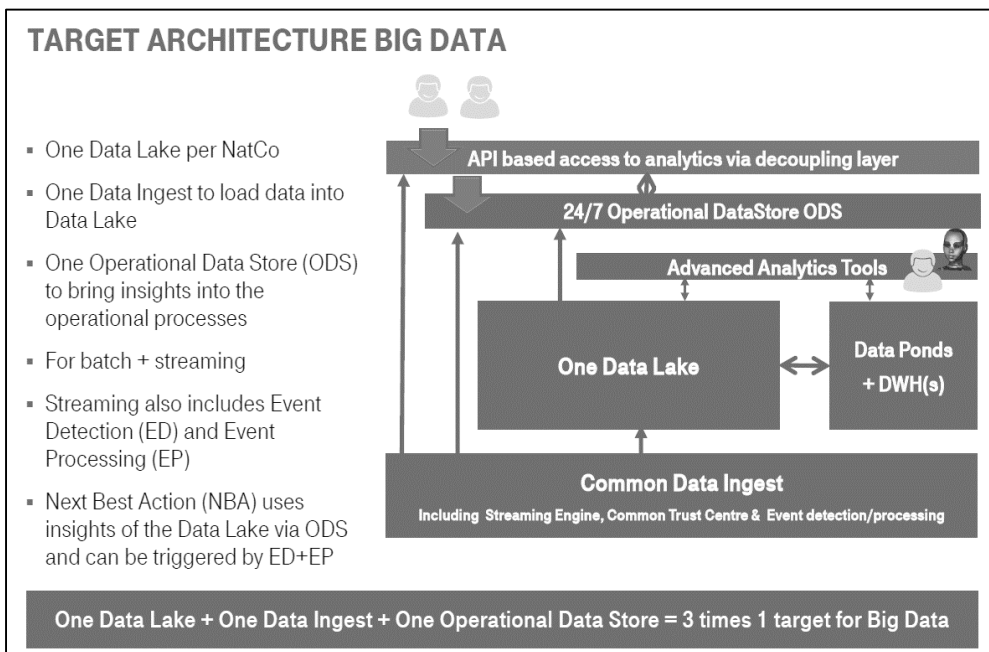 TARGET ARCHITECTURE BIG DATA
▪ One Data Lake per NatCo
▪ One Data Ingest to load data into
Data Lake
▪ One Operational Data Store (ODS)
to bring insights into the
operational processes
▪ For batch + streaming
▪ Streaming also includes Event
Detection (ED) and Event
Processing (EP)
▪ Next Best Action (NBA) uses
insights of the Data Lake via ODS
and can be triggered by ED+EP
API based access to analytics via decoupling layer
24/7 Operational DataStore ODS
Advanced Analytics Tools
One Data Lake
Data Ponds
+ DWH(s)
Common Data Ingest
Including Streaming Engine, Common Trust Centre & Event detection/processing
One Data Lake + One Data Ingest + One Operational Data Store = 3 times 1 target for Big Data